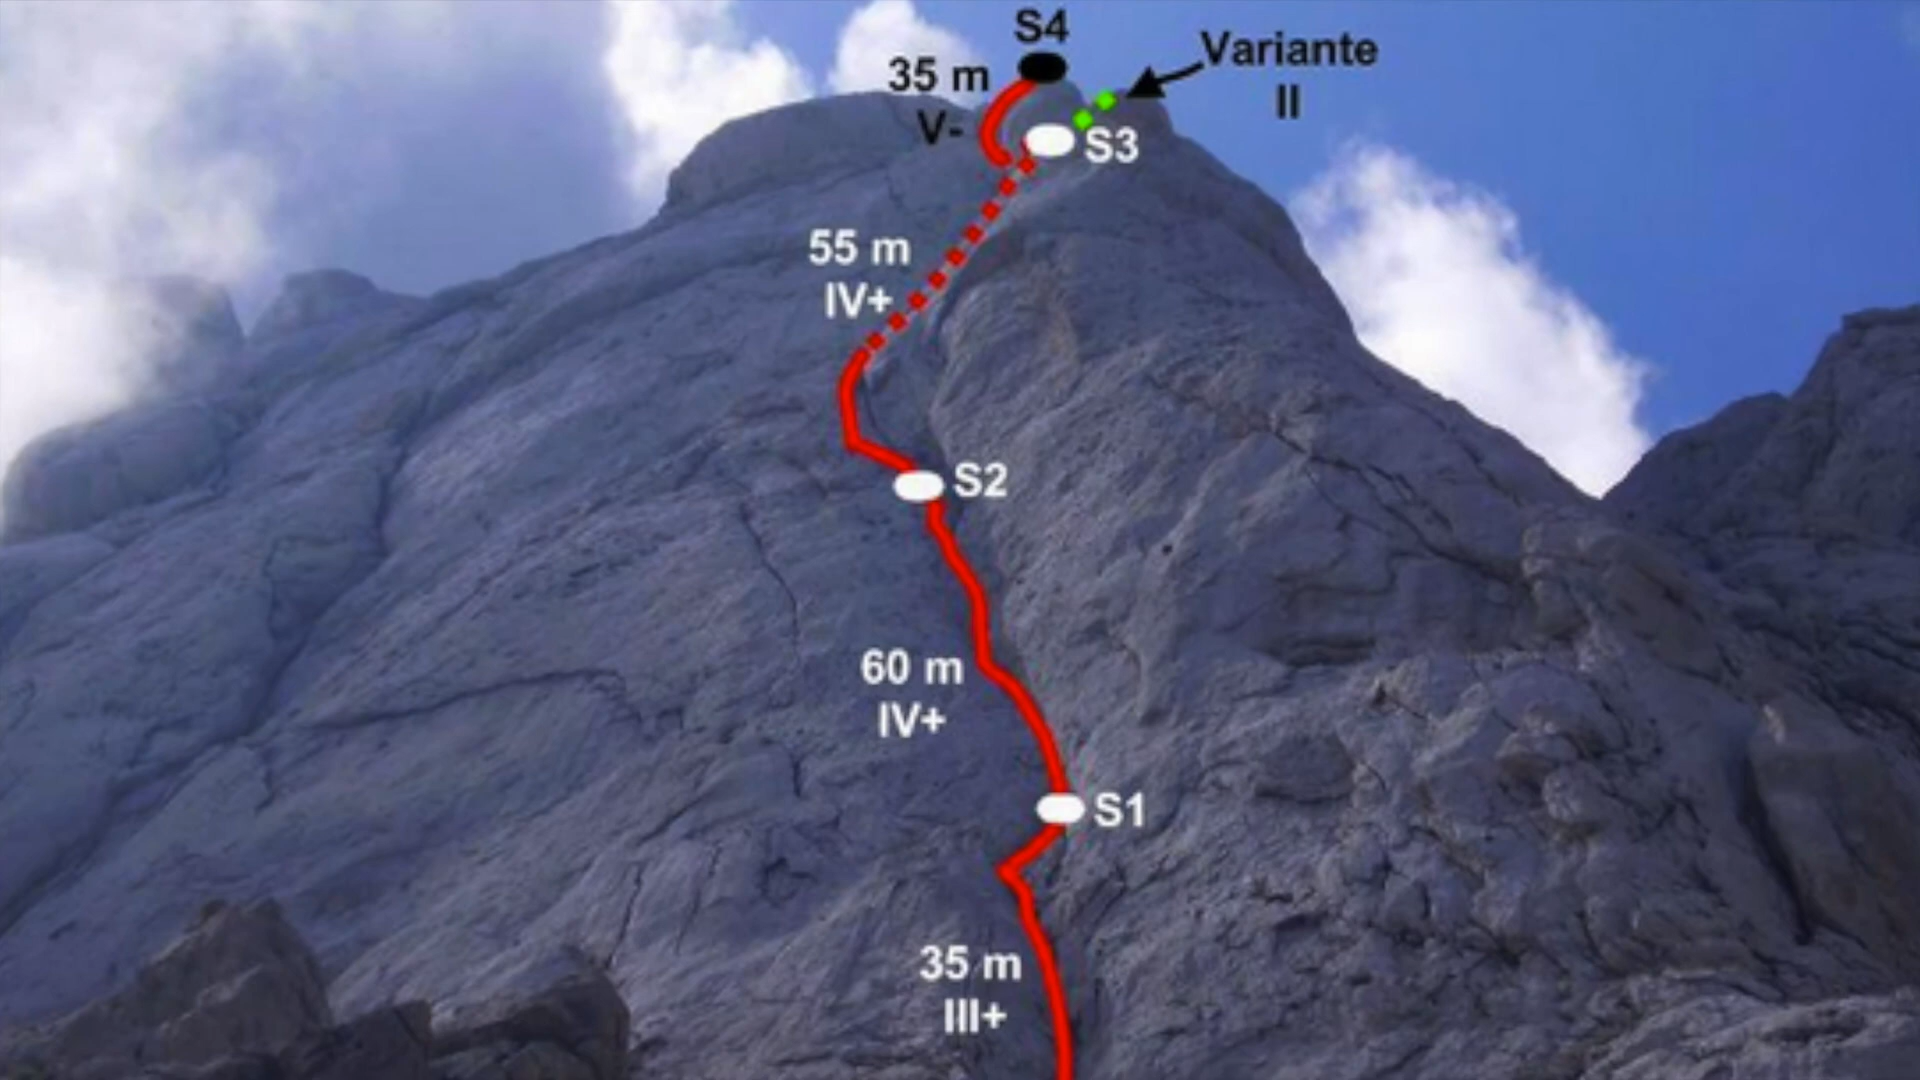 S4
Variante
II
35 m
V-
S3
55 m
IV+
S2
60 m
IV+
S1
35 m
III+